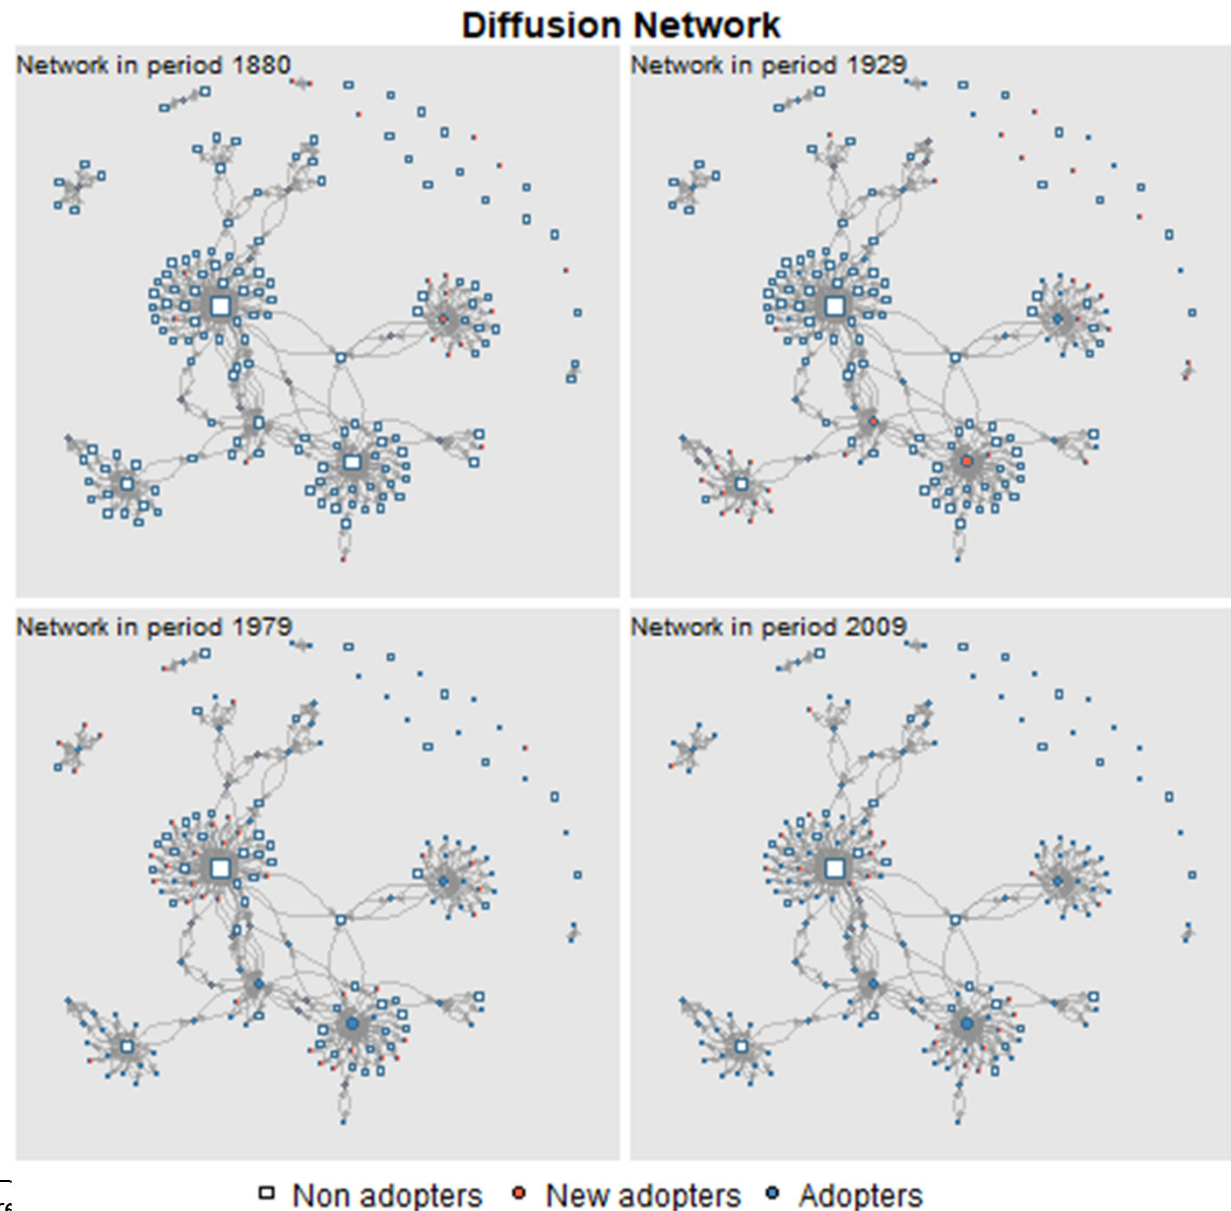 Diffusion Network
Network in period 1880
Network in period 1929
Network in period 1979
Network in period 2009
Non adopters New adopters Adopters